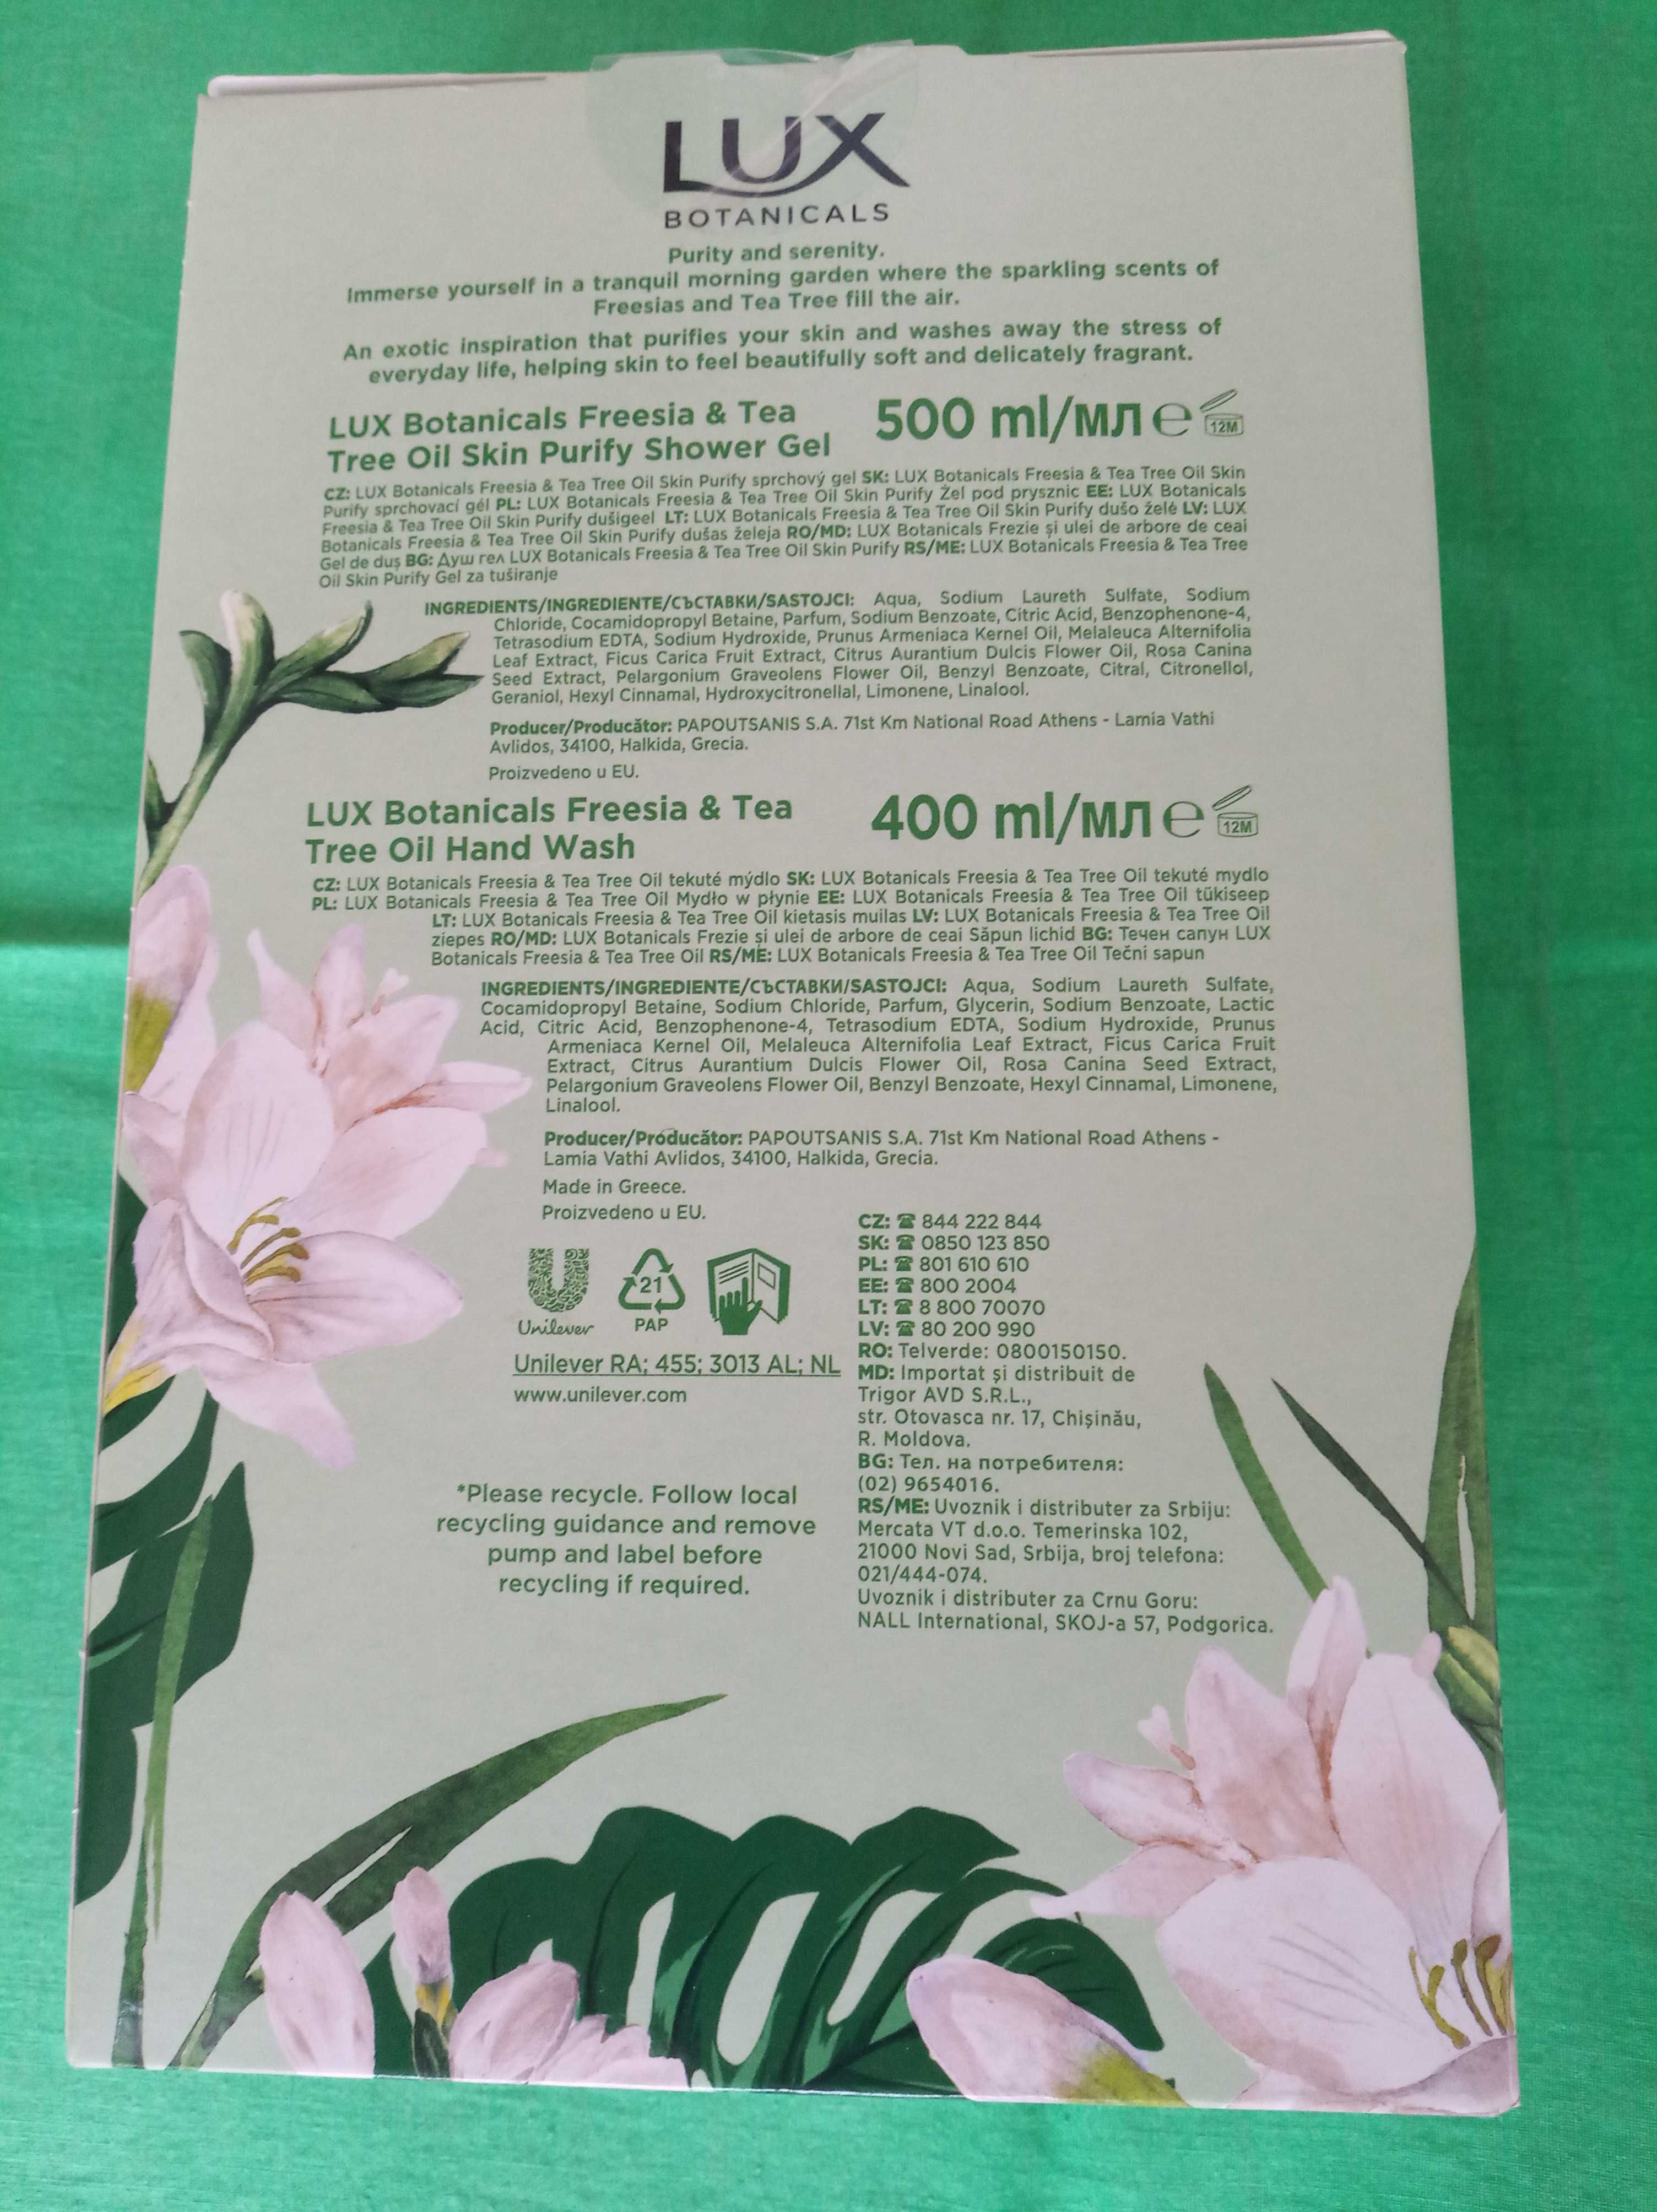 LUX
BOTANICALS
Purity and serenity.
Immerse yourself in a tranquil morning garden where the sparkling scents of
Freesias and Tea Tree fill the air.
An exotic inspiration that purifies your skin and washes away the stress of
everyday life, helping skin to feel beautifully soft and delicately fragrant.
LUX Botanicals Freesia & Tea
Tree Oil Skin Purify Shower Gel
500 ml/мл e 12M
CZ: LUX Botanicals Freesia & Tea Tree Oil Skin Purify sprchový gel SK: LUX Botanicals Freesia & Tea Tree Oil Skin
Purify sprchovací gél PL: LUX Botanicals Freesia & Tea Tree Oil Skin Purify Żel pod prysznic EE: LUX Botanicals
Freesia & Tea Tree Oil Skin Purify dušigeel LT: LUX Botanicals Freesia & Tea Tree Oil Skin Purify dušo želė LV: LUX
Botanicals Freesia & Tea Tree Oil Skin Purify dušas želeja RO/MD: LUX Botanicals Frezie și ulei de arbore de ceai
Gel de duș BG: Душ гел LUX Botanicals Freesia & Tea Tree Oil Skin Purify RS/ME: LUX Botanicals Freesia & Tea Tree
Oil Skin Purify Gel za tuširanje
INGREDIENTS/INGREDIENTE/СЪСТАВКИ/SASTOJCI: Aqua, Sodium Laureth Sulfate, Sodium
Chloride, Cocamidopropyl Betaine, Parfum, Sodium Benzoate, Citric Acid, Benzophenone-4,
Tetrasodium EDTA, Sodium Hydroxide, Prunus Armeniaca Kernel Oil, Melaleuca Alternifolia
Leaf Extract, Ficus Carica Fruit Extract, Citrus Aurantium Dulcis Flower Oil, Rosa Canina
Seed Extract, Pelargonium Graveolens Flower Oil, Benzyl Benzoate, Citral, Citronellol,
Geraniol, Hexyl Cinnamal, Hydroxycitronellal, Limonene, Linalool.
Producer/Producător: PAPOUTSANIS S.A. 71st Km National Road Athens - Lamia Vathi
Avlidos, 34100, Halkida, Grecia.
Proizvedeno u EU.
LUX Botanicals Freesia & Tea
Tree Oil Hand Wash
400 ml/мл e 12M
CZ: LUX Botanicals Freesia & Tea Tree Oil tekuté mýdlo SK: LUX Botanicals Freesia & Tea Tree Oil tekuté mydlo
PL: LUX Botanicals Freesia & Tea Tree Oil Mydło w płynie EE: LUX Botanicals Freesia & Tea Tree Oil tükiseep
LT: LUX Botanicals Freesia & Tea Tree Oil kietasis muilas LV: LUX Botanicals Freesia & Tea Tree Oil
ziepes RO/MD: LUX Botanicals Frezie și ulei de arbore de ceai Săpun lichid BG: Течен сапун LUX
Botanicals Freesia & Tea Tree Oil RS/ME: LUX Botanicals Freesia & Tea Tree Oil Tečni sapun
INGREDIENTS/INGREDIENTE/СЪСТАВКИ/SASTOJCI: Aqua, Sodium Laureth Sulfate,
Cocamidopropyl Betaine, Sodium Chloride, Parfum, Glycerin, Sodium Benzoate, Lactic
Acid, Citric Acid, Benzophenone-4, Tetrasodium EDTA, Sodium Hydroxide, Prunus
Armeniaca Kernel Oil, Melaleuca Alternifolia Leaf Extract, Ficus Carica Fruit
Extract, Citrus Aurantium Dulcis Flower Oil, Rosa Canina Seed Extract,
Pelargonium Graveolens Flower Oil, Benzyl Benzoate, Hexyl Cinnamal, Limonene,
Linalool.
Producer/Producător: PAPOUTSANIS S.A. 71st Km National Road Athens -
Lamia Vathi Avlidos, 34100, Halkida, Grecia.
Made in Greece.
Proizvedeno u EU.
Unilever
21
PAP
Unilever RA; 455; 3013 AL; NL
www.unilever.com
*Please recycle. Follow local
recycling guidance and remove
pump and label before
recycling if required.
CZ: ☎ 844 222 844
SK: ☎ 0850 123 850
PL: ☎ 801 610 610
EE: ☎ 800 2004
LT: ☎ 8 800 70070
LV: ☎ 80 200 990
RO: Telverde: 0800150150.
MD: Importat și distribuit de
Trigor AVD S.R.L.,
str. Otovasca nr. 17, Chișinău,
R. Moldova.
BG: Тел. на потребителя:
(02) 9654016.
RS/ME: Uvoznik i distributer za Srbiju:
Mercata VT d.o.o. Temerinska 102,
21000 Novi Sad, Srbija, broj telefona:
021/444-074.
Uvoznik i distributer za Crnu Goru:
NALL International, SKOJ-a 57, Podgorica.